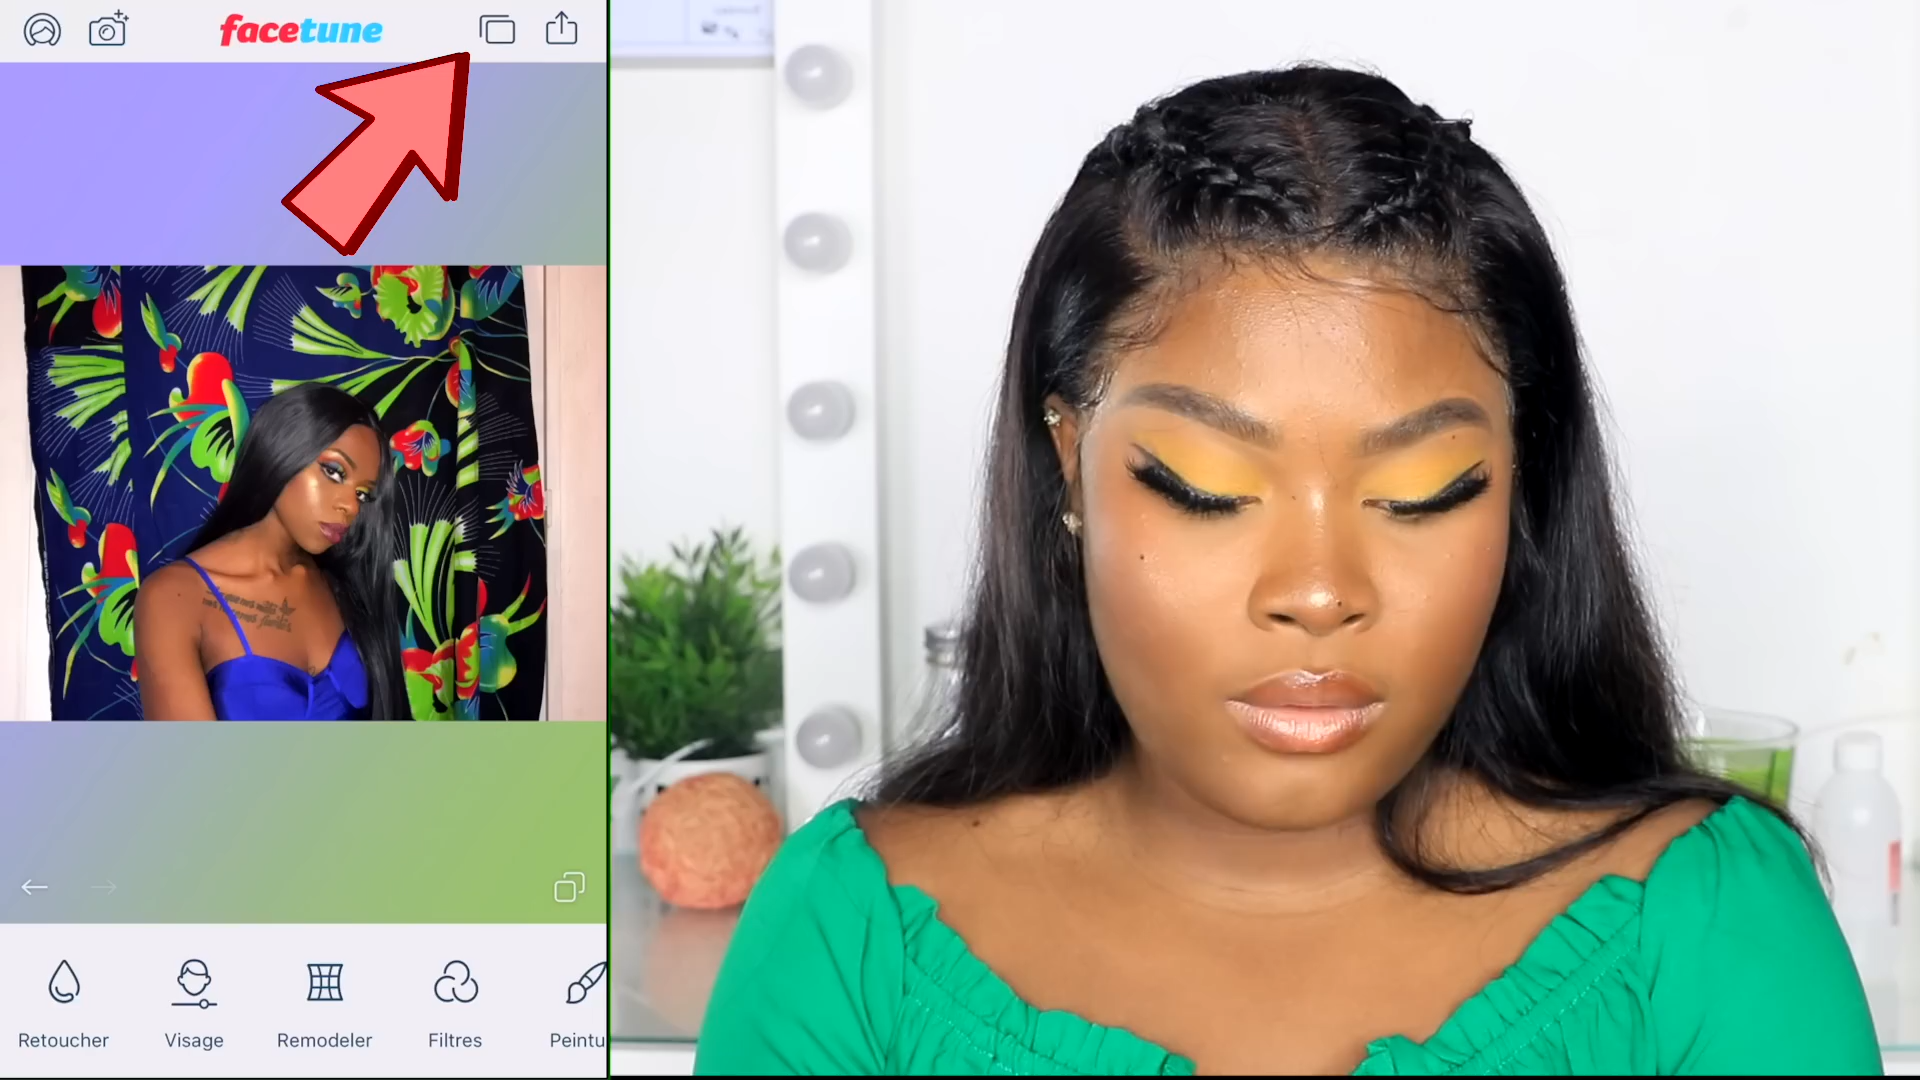 facetune
Retoucher
Visage
Remodeler
Filtres
Peintu